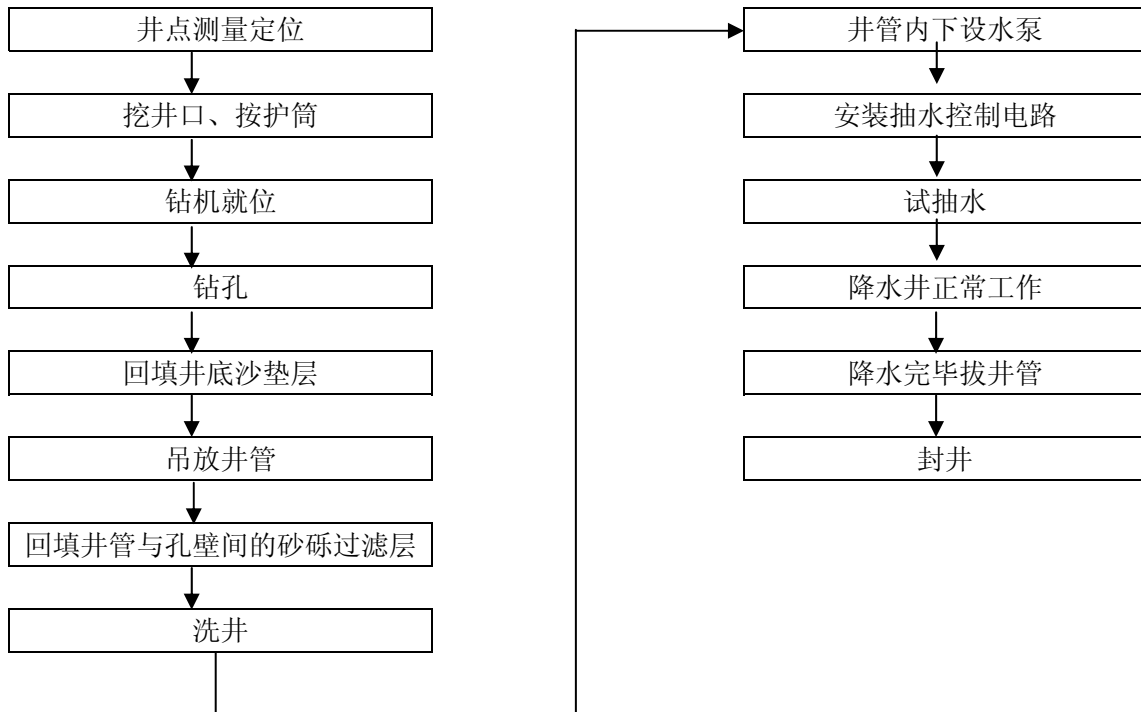 井点测量定位
挖井口、按护筒
钻机就位
钻孔
回填井底沙垫层
吊放井管
回填井管与孔壁间的砂砾过滤层
洗井
井管内下设水泵
安装抽水控制电路
试抽水
降水井正常工作
降水完毕拔井管
封井